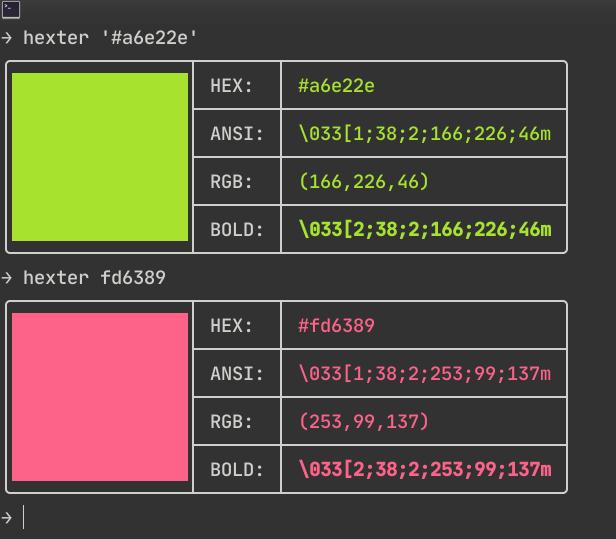 → hexter '#a6e22e'
HEX: #a6e22e
ANSI: \033[1;38;2;166;226;46m
RGB: (166,226,46)
BOLD: \033[2;38;2;166;226;46m
→ hexter fd6389
HEX: #fd6389
ANSI: \033[1;38;2;253;99;137m
RGB: (253,99,137)
BOLD: \033[2;38;2;253;99;137m
→